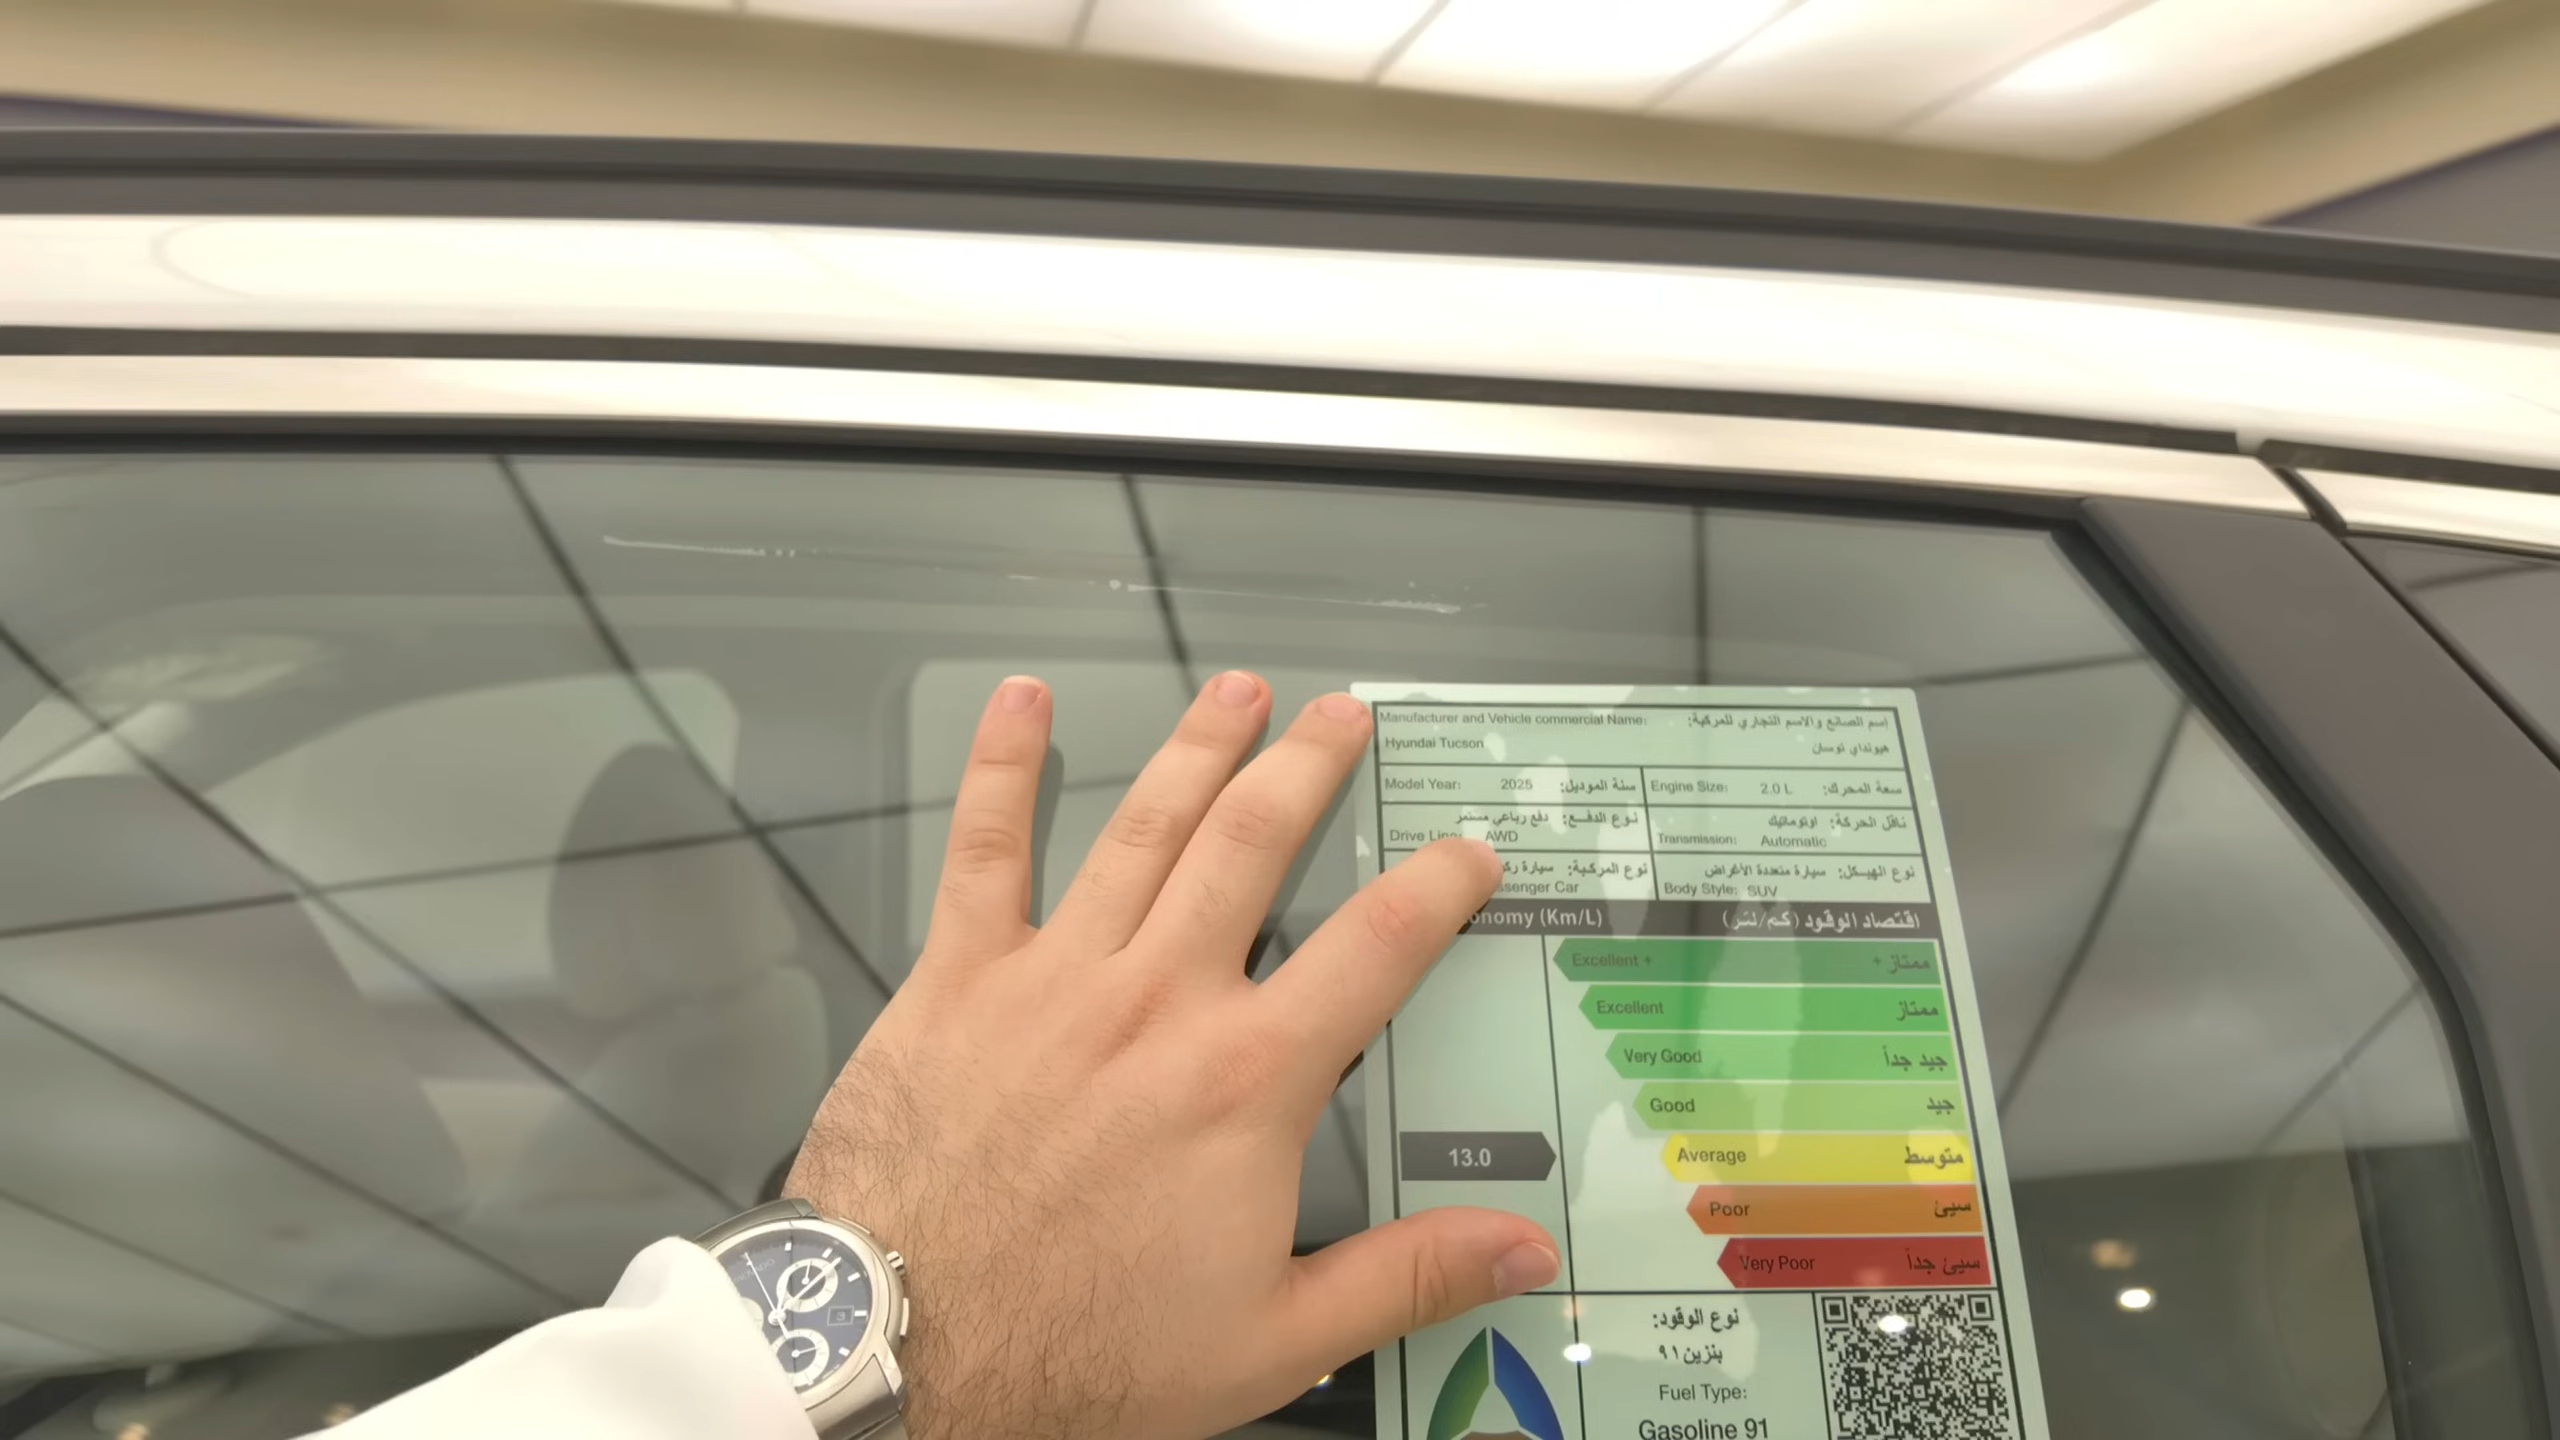 Manufacturer and Vehicle commercial Name: إسم الصانع والاسم التجاري للمركبة:
Hyundai Tucson هيونداي توسان
Model Year: 2025 سنة الموديل: Engine Size: 2.0 L سعة المحرك:
نوع الدفع: دفع رباعي مستمر
Drive AWD
ناقل الحركة: اوتوماتيك
Transmission: Automatic
نوع المركبة: سيارة
Car
نوع الهيكل: سيارة متعددة الأغراض
Body Style: SUV
(Km/L) اقتصاد الوقود (كم/لتر)
Excellent + ممتاز +
Excellent ممتاز
Very Good جيد جداً
Good جيد
13.0
Average متوسط
Poor سيئ
Very Poor سيئ جداً
نوع الوقود:
بنزين ٩١
Fuel Type:
Gasoline 91
3